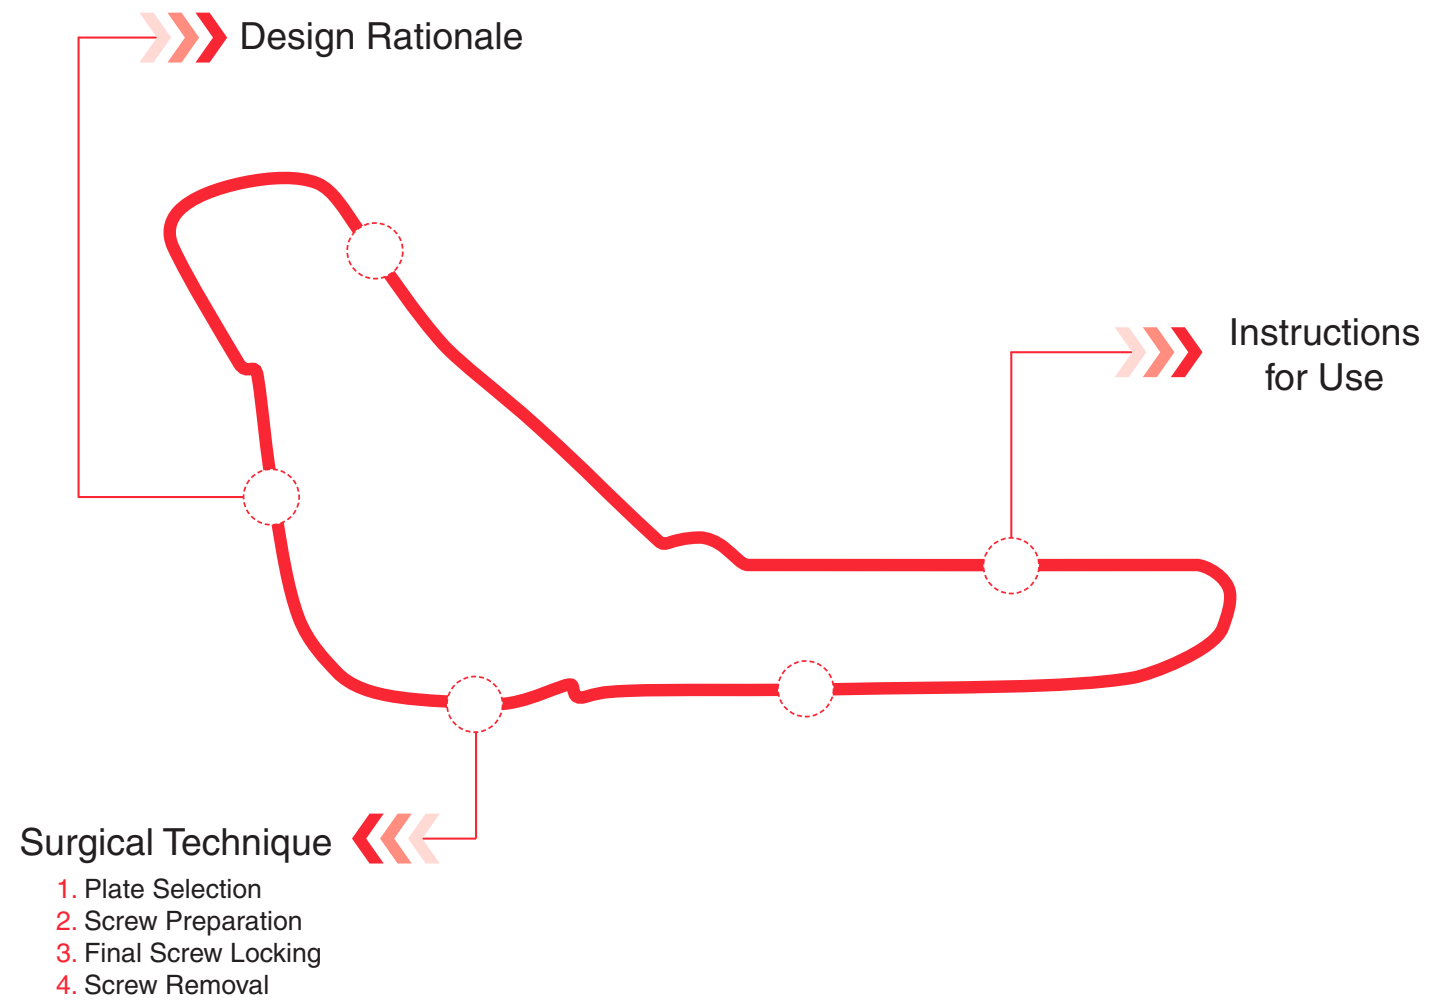 Design Rationale
Instructions
for Use
Surgical Technique
1. Plate Selection
2. Screw Preparation
3. Final Screw Locking
4. Screw Removal